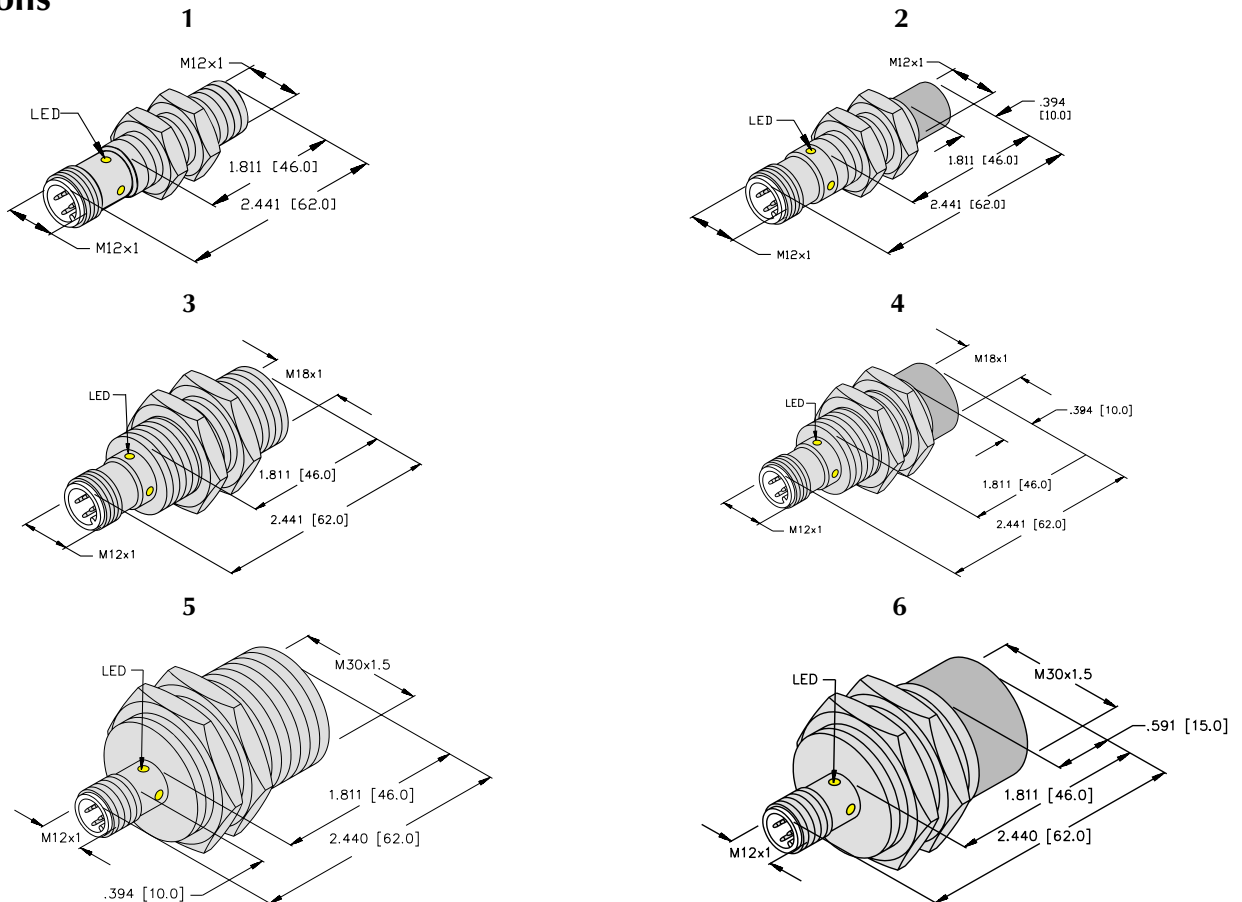 ons
1
M12x1
LED
1.811 [46.0]
2.441 [62.0]
M12x1
2
M12x1
.394
[10.0]
LED
1.811 [46.0]
2.441 [62.0]
M12x1
3
M18x1
LED
1.811 [46.0]
2.441 [62.0]
M12x1
4
M18x1
LED
.394 [10.0]
1.811 [46.0]
2.441 [62.0]
M12x1
5
LED
M30x1.5
1.811 [46.0]
2.440 [62.0]
M12x1
.394 [10.0]
6
LED
M30x1.5
.591 [15.0]
1.811 [46.0]
2.440 [62.0]
M12x1